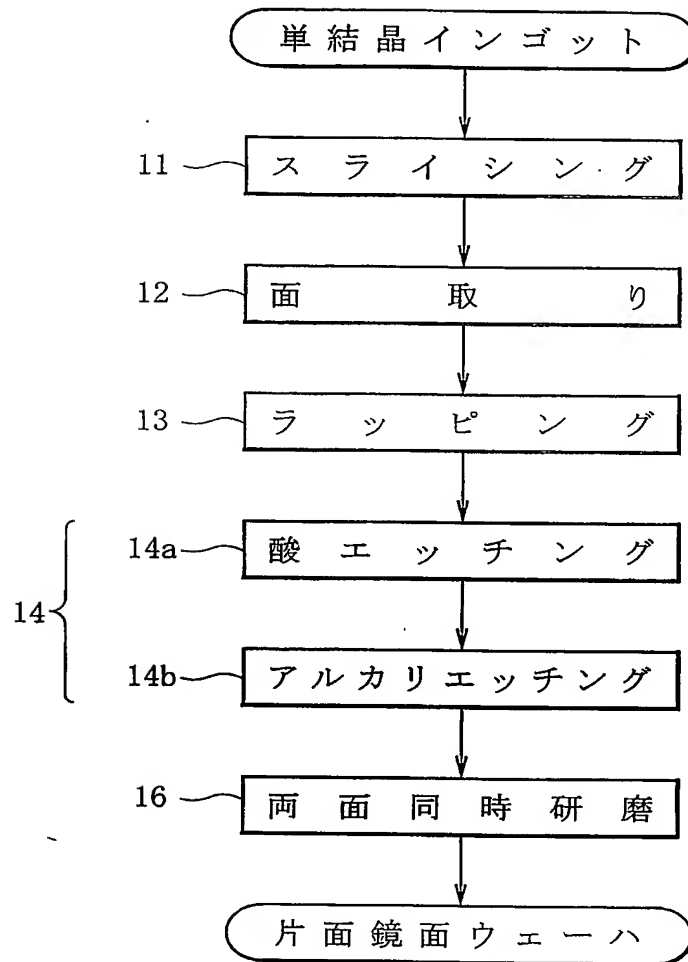 単結晶インゴット
11 スライシング
12 面取り
13 ラッピング
14a 酸エッチング
14
14b アルカリエッチング
16 両面同時研磨
片面鏡面ウェーハ